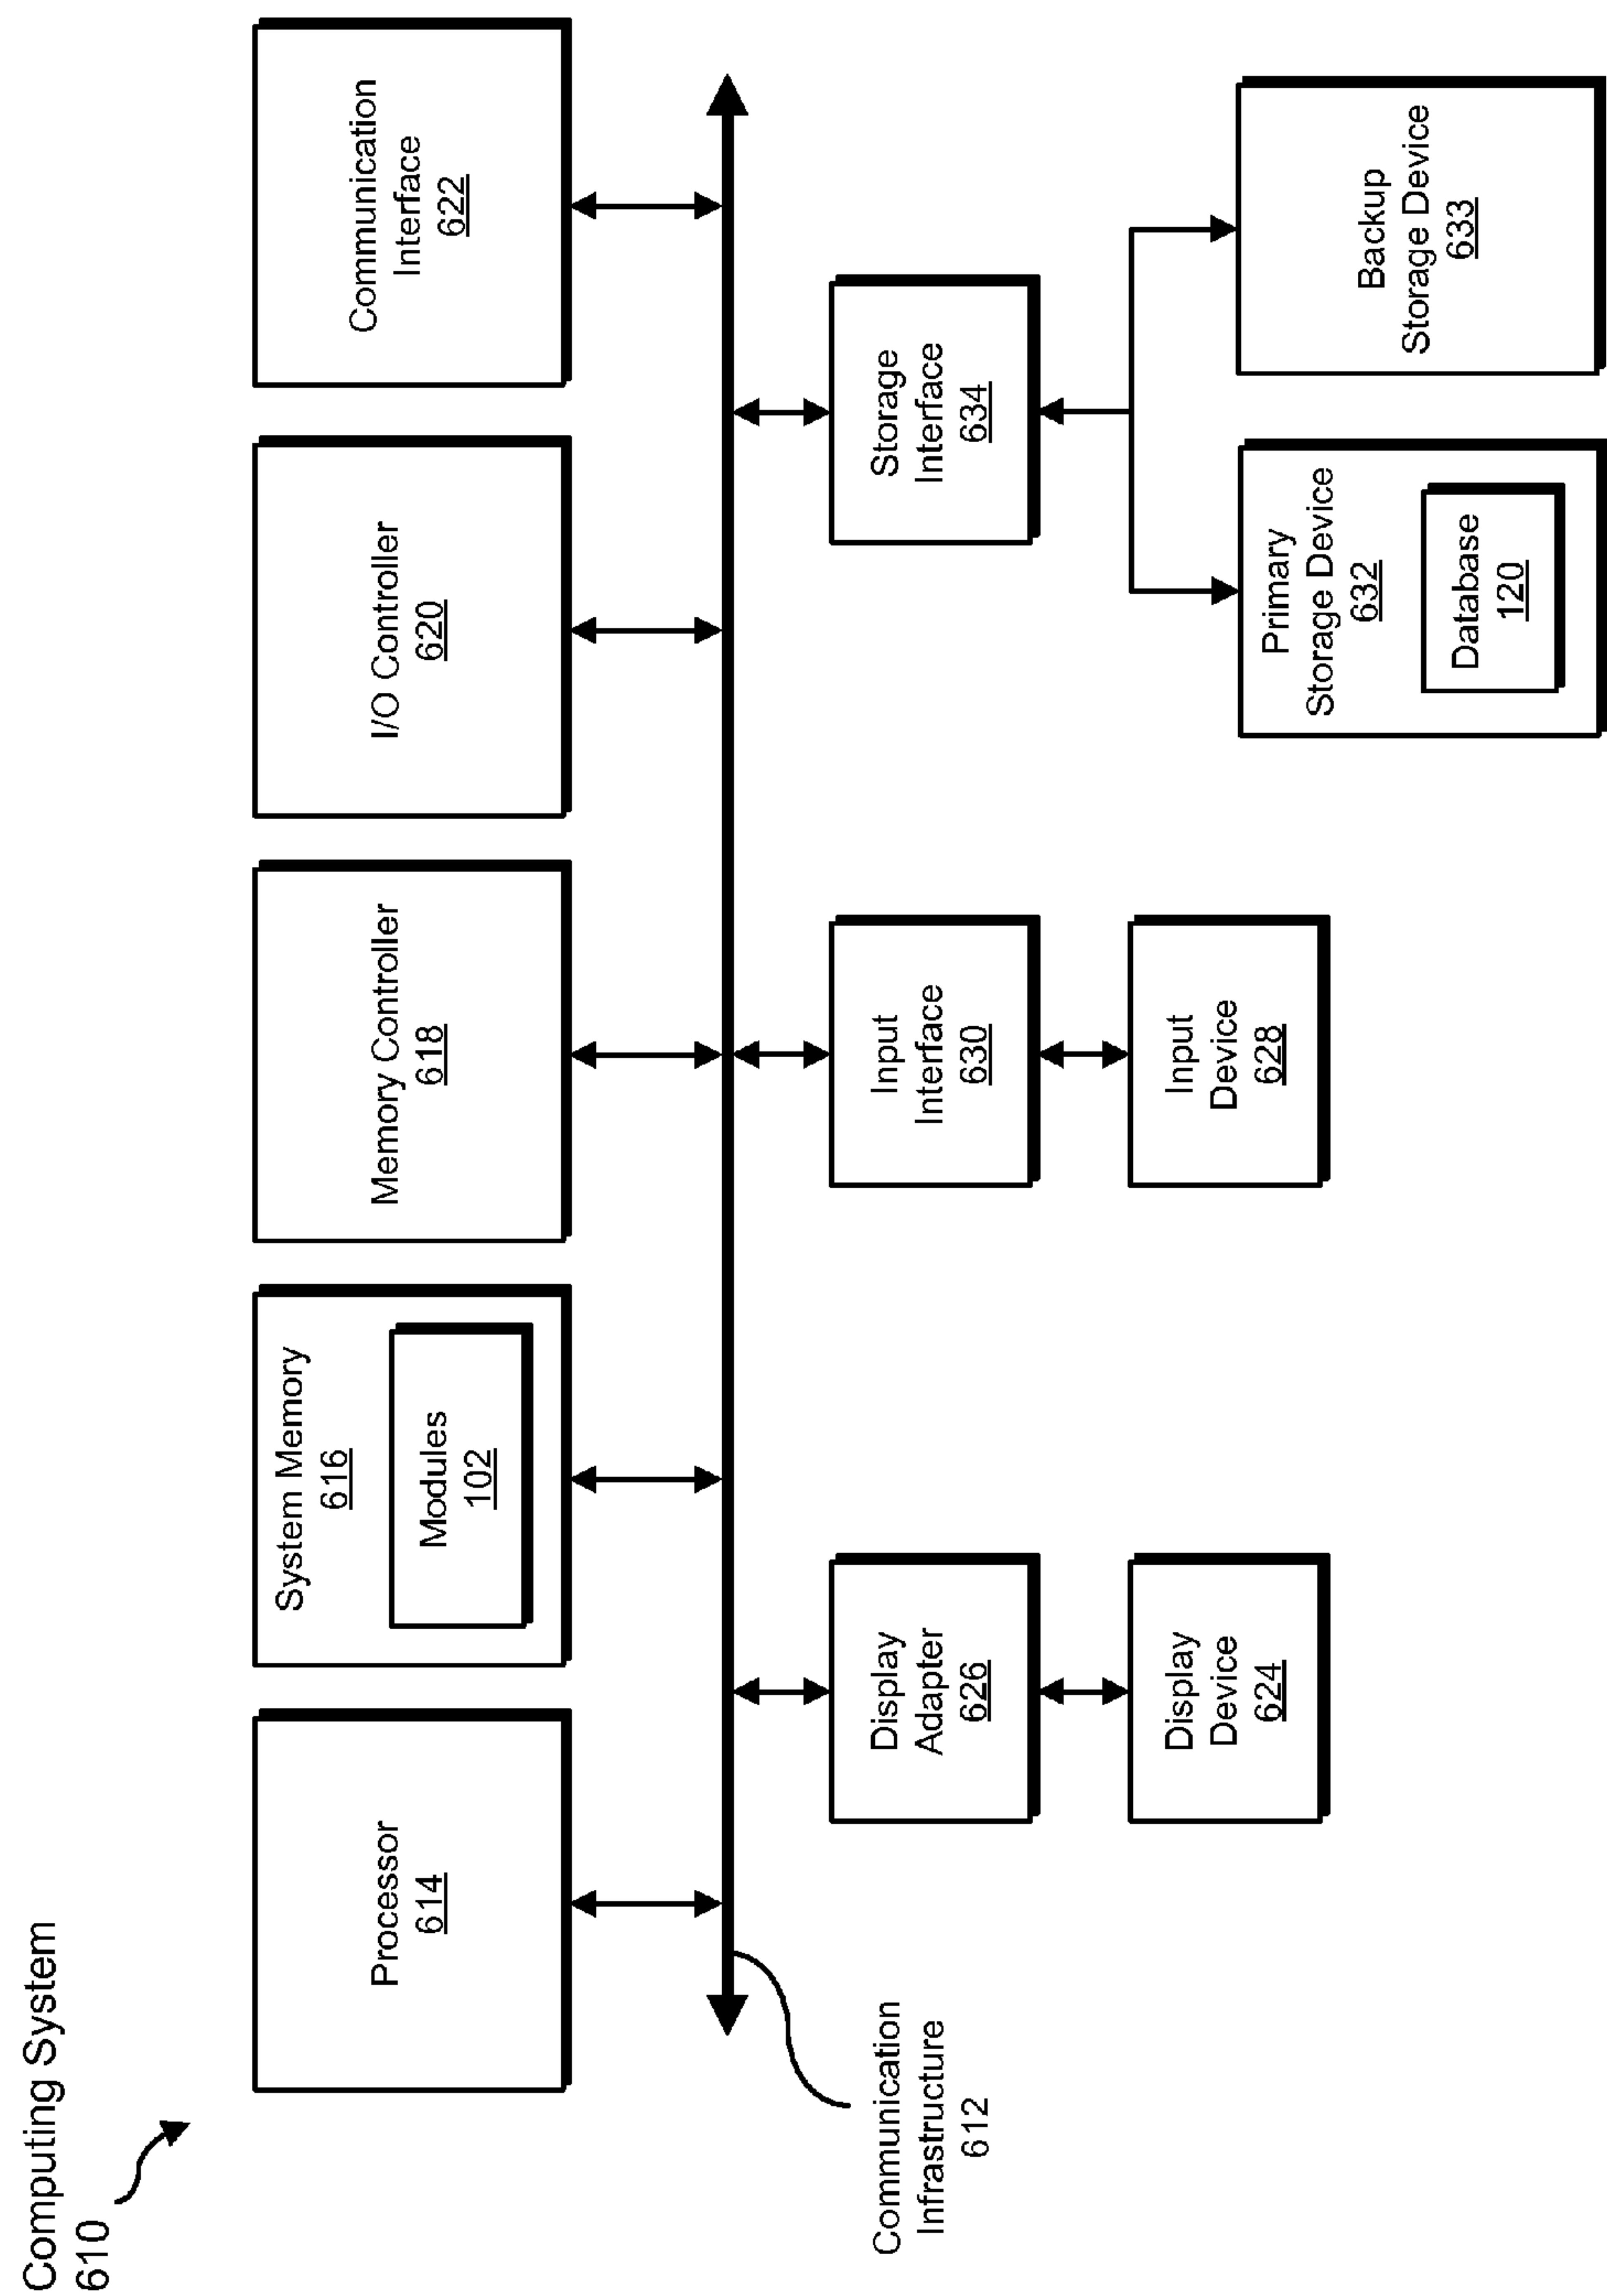 Computing System
610
Processor
614
System Memory
616
Modules
102
Memory Controller
618
I/O Controller
620
Communication
Interface
622
Communication
Infrastructure
612
Display
Adapter
626
Input
Interface
630
Storage
Interface
634
Display
Device
624
Input
Device
628
Primary
Storage Device
632
Database
120
Backup
Storage Device
633